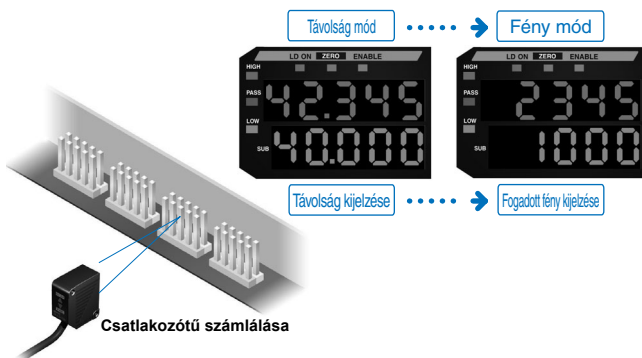 Távolság mód
Fény mód
LD ON ZERO ENABLE
HIGH
PASS
LOW
SUB
42.345
40.000
LD ON ZERO ENABLE
HIGH
PASS
LOW
SUB
2345
1000
Távolság kijelzése
Fogadott fény kijelzése
Csatlakozótű számlálása